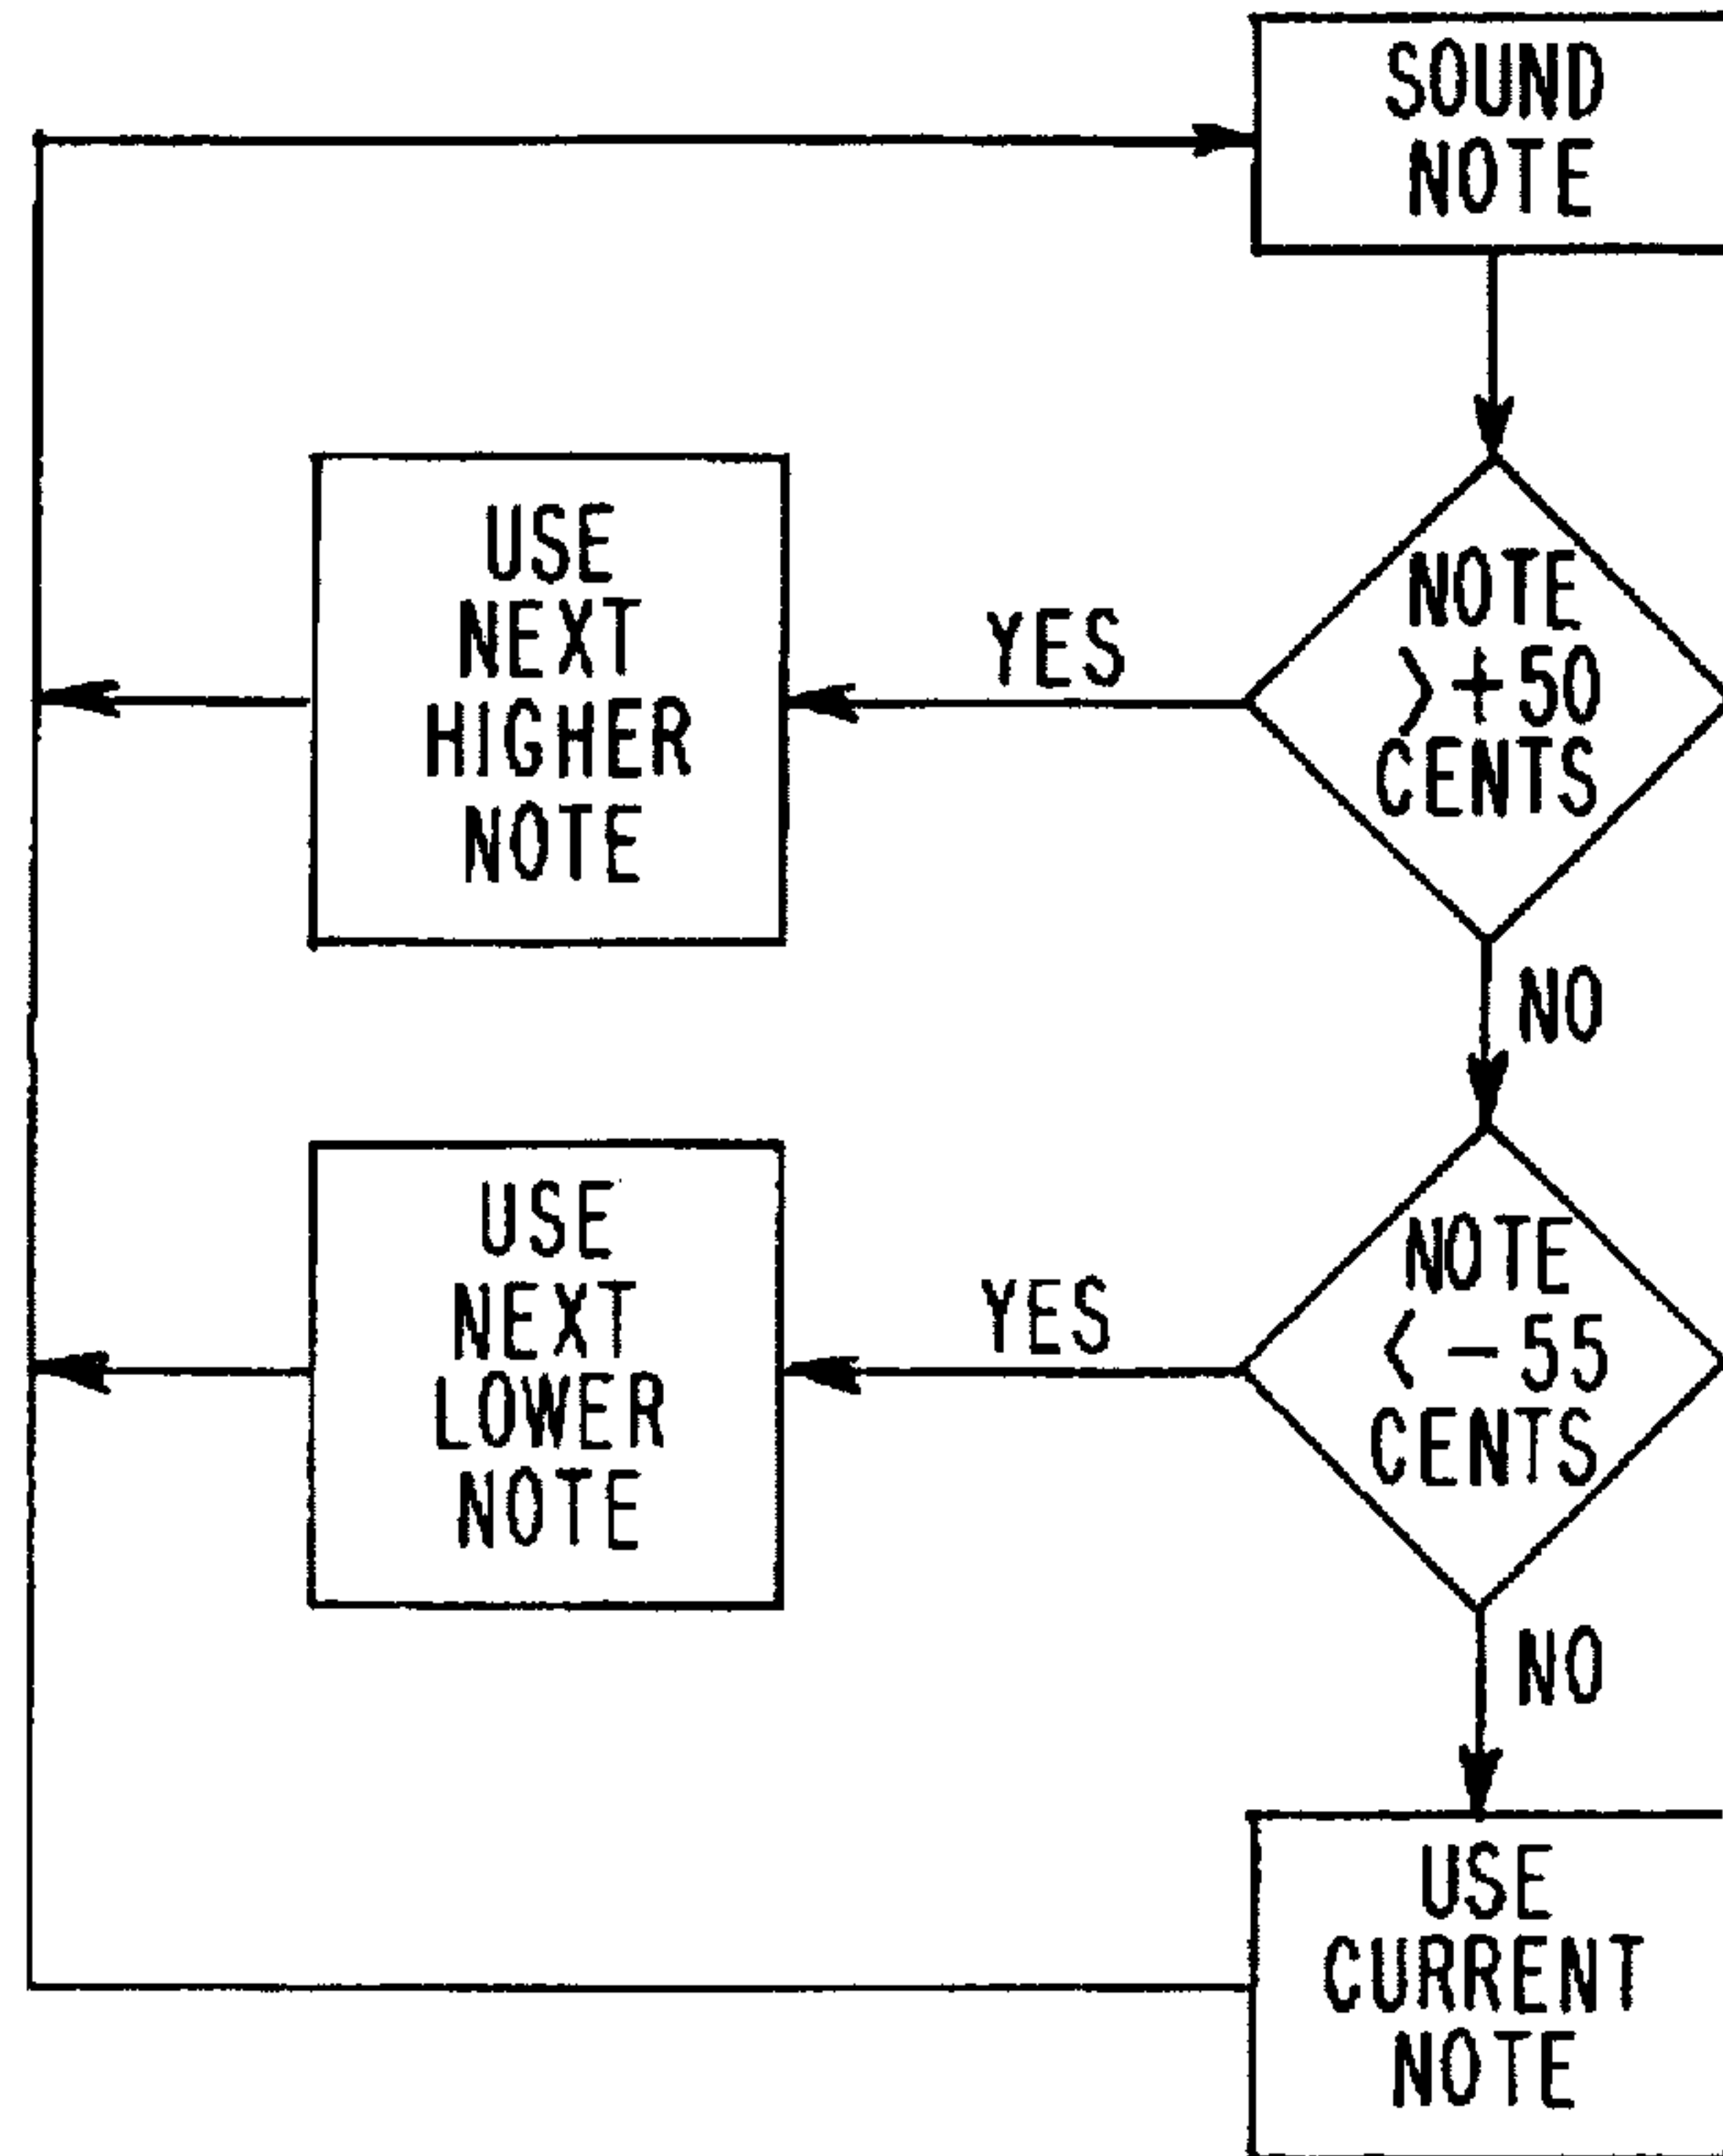 SOUND
NOTE
NOTE
>+50
CENTS
YES
USE
NEXT
HIGHER
NOTE
NO
NOTE
<-55
CENTS
YES
USE
NEXT
LOWER
NOTE
NO
USE
CURRENT
NOTE